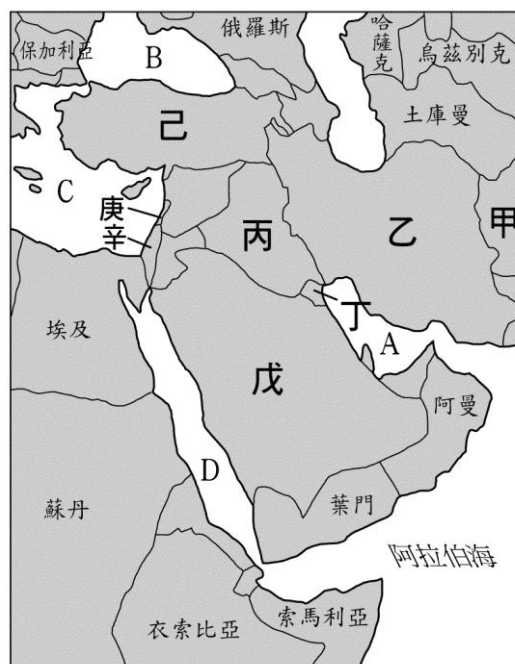 俄羅斯
哈薩克
保加利亞
B
烏茲別克
土庫曼
己
C
庚
辛
丙
乙
甲
丁
A
埃及
戊
阿曼
D
蘇丹
葉門
阿拉伯海
衣索比亞
索馬利亞